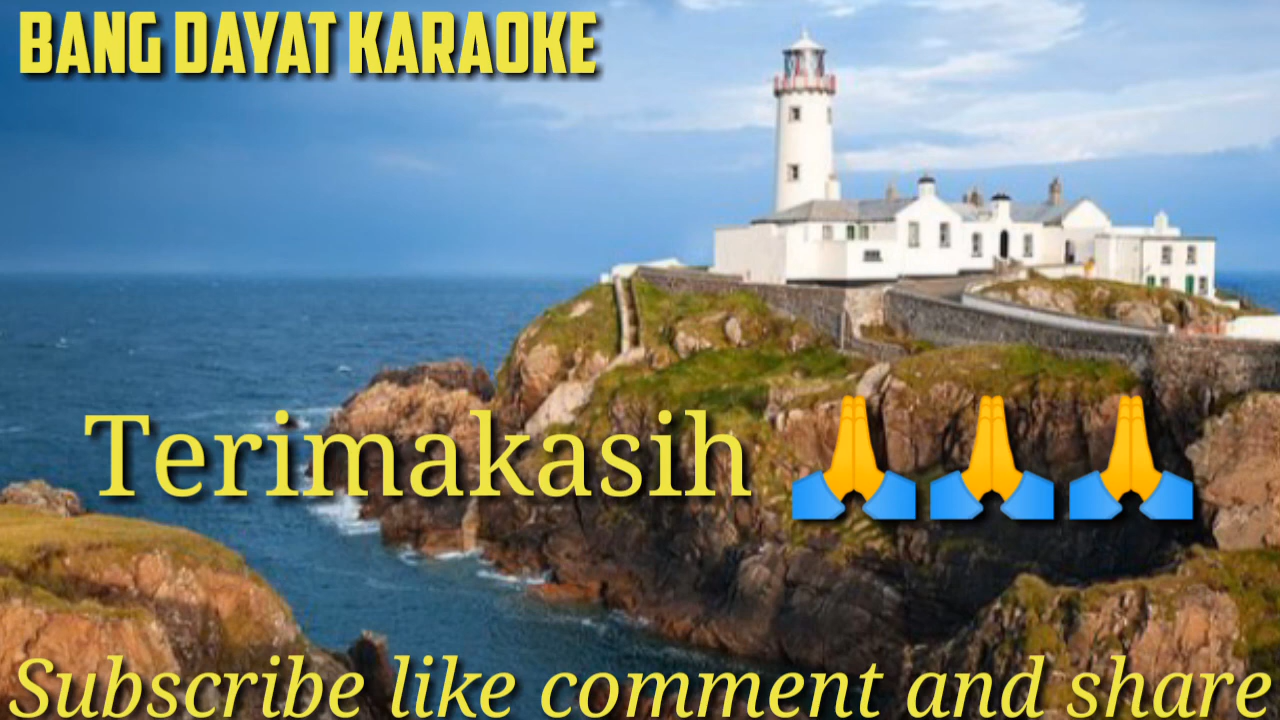 BANG DAYAT KARAOKE
Terimakasih 🙏🙏🙏
Subscribe like comment and share